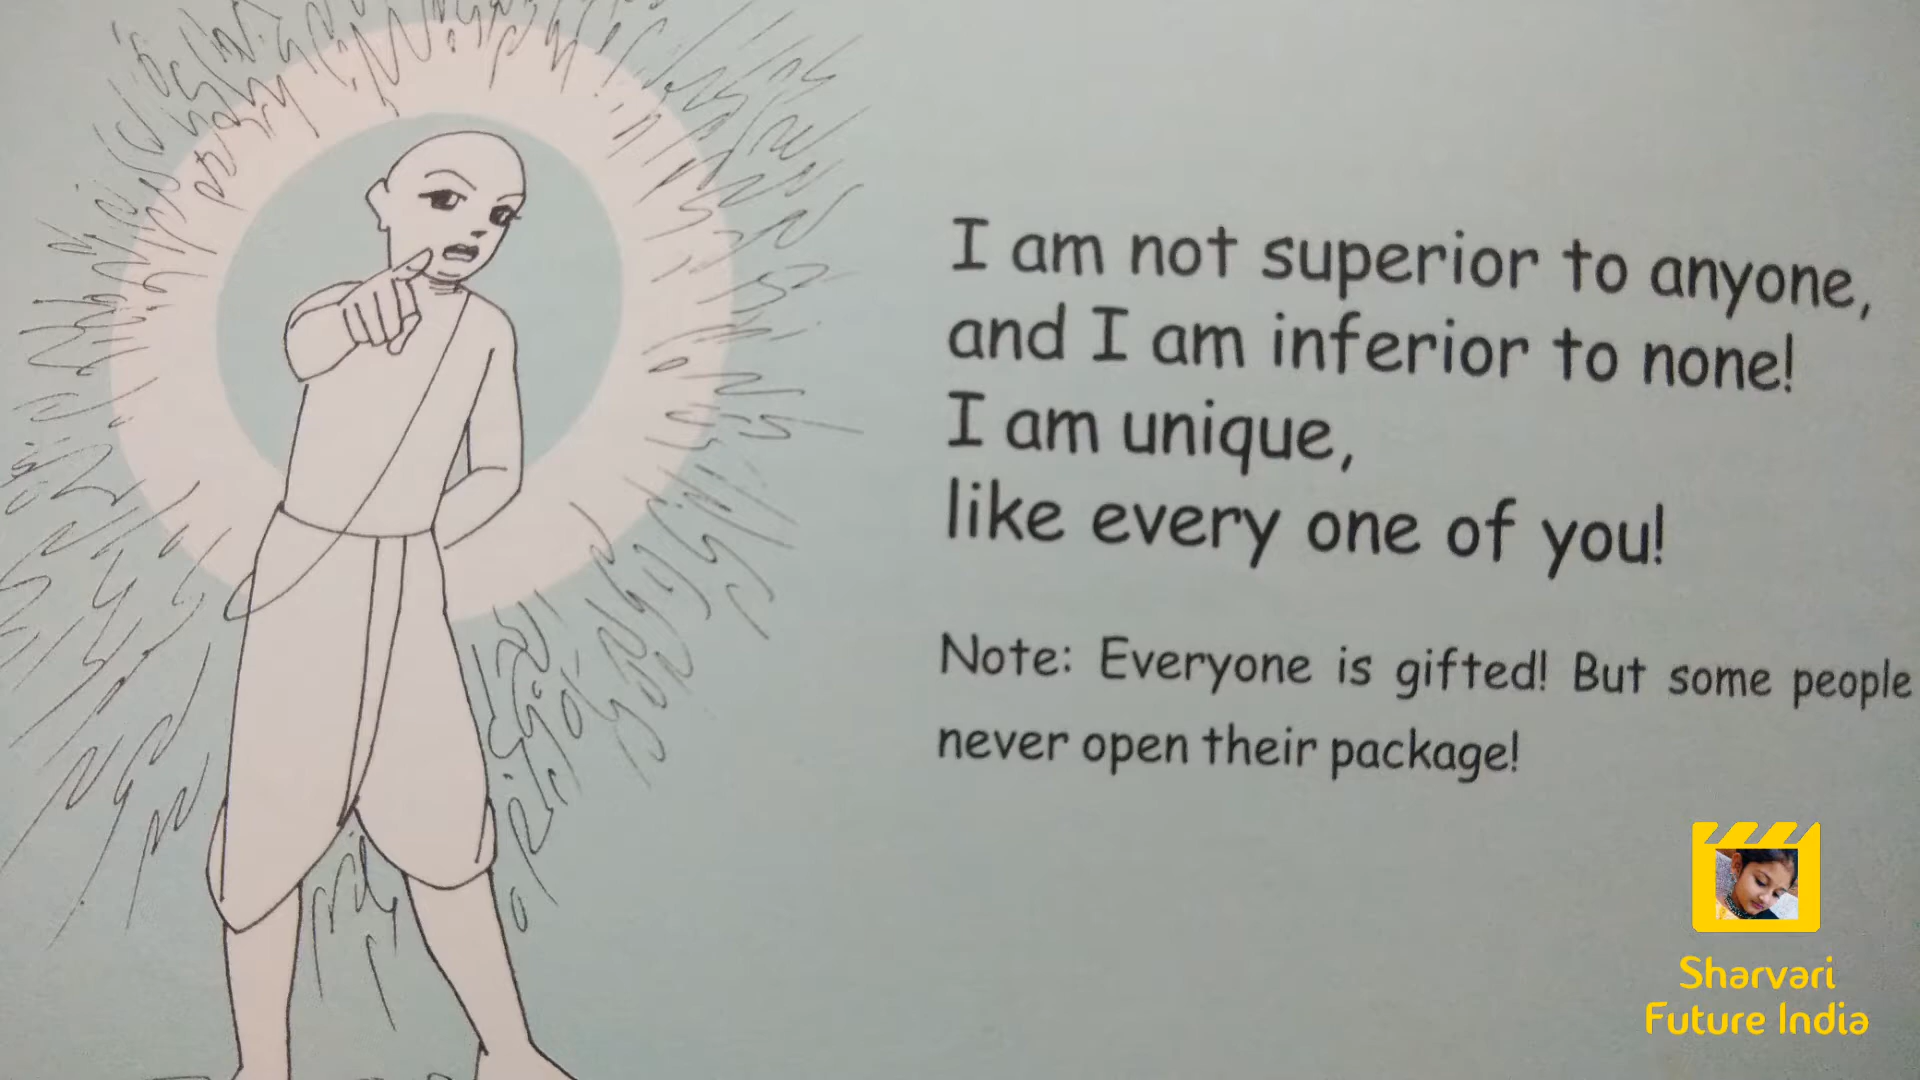 I am not superior to anyone,
and I am inferior to none!
I am unique,
like every one of you!
Note: Everyone is gifted! But some people
never open their package!
Sharvari
Future India